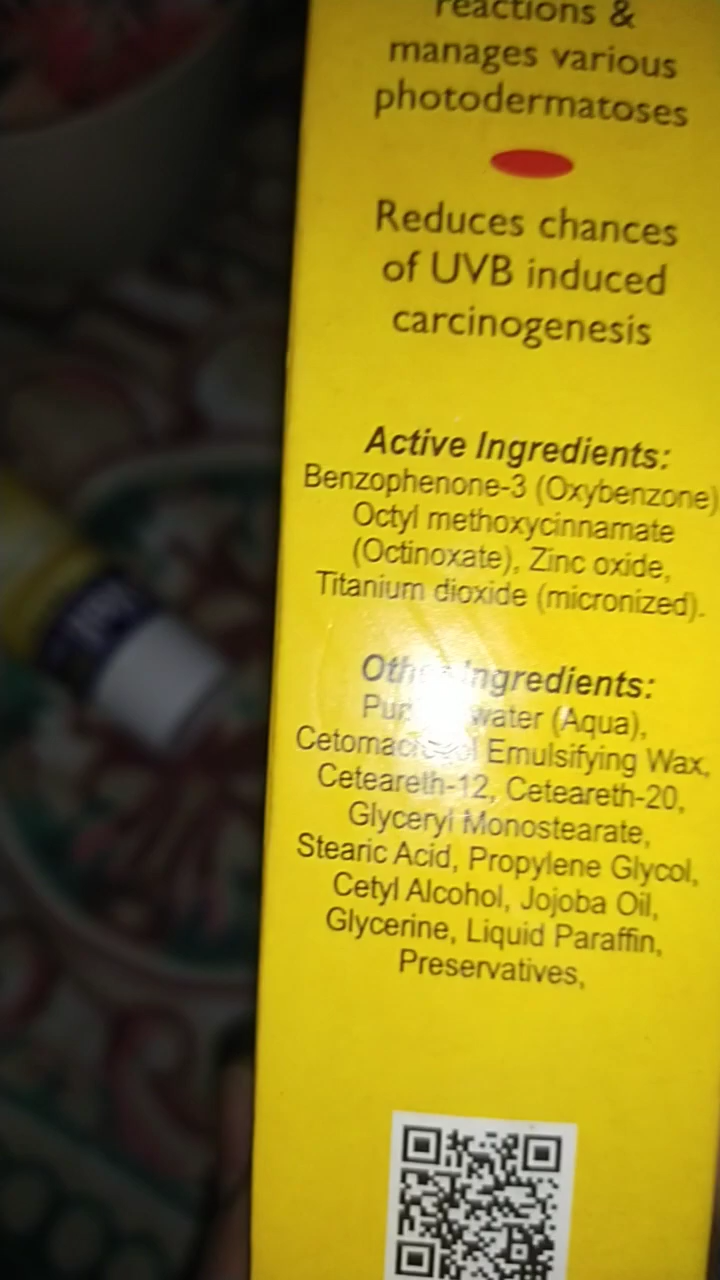 reactions &
manages various
photodermatoses
Reduces chances
of UVB induced
carcinogenesis
Active Ingredients:
Benzophenone-3 (Oxybenzone)
Octyl methoxycinnamate
(Octinoxate), Zinc oxide,
Titanium dioxide (micronized).
Other Ingredients:
water (Aqua),
Emulsifying Wax,
Ceteareth-12, Ceteareth-20,
Glyceryl Monostearate,
Stearic Acid, Propylene Glycol,
Cetyl Alcohol, Jojoba Oil,
Glycerine, Liquid Paraffin,
Preservatives,